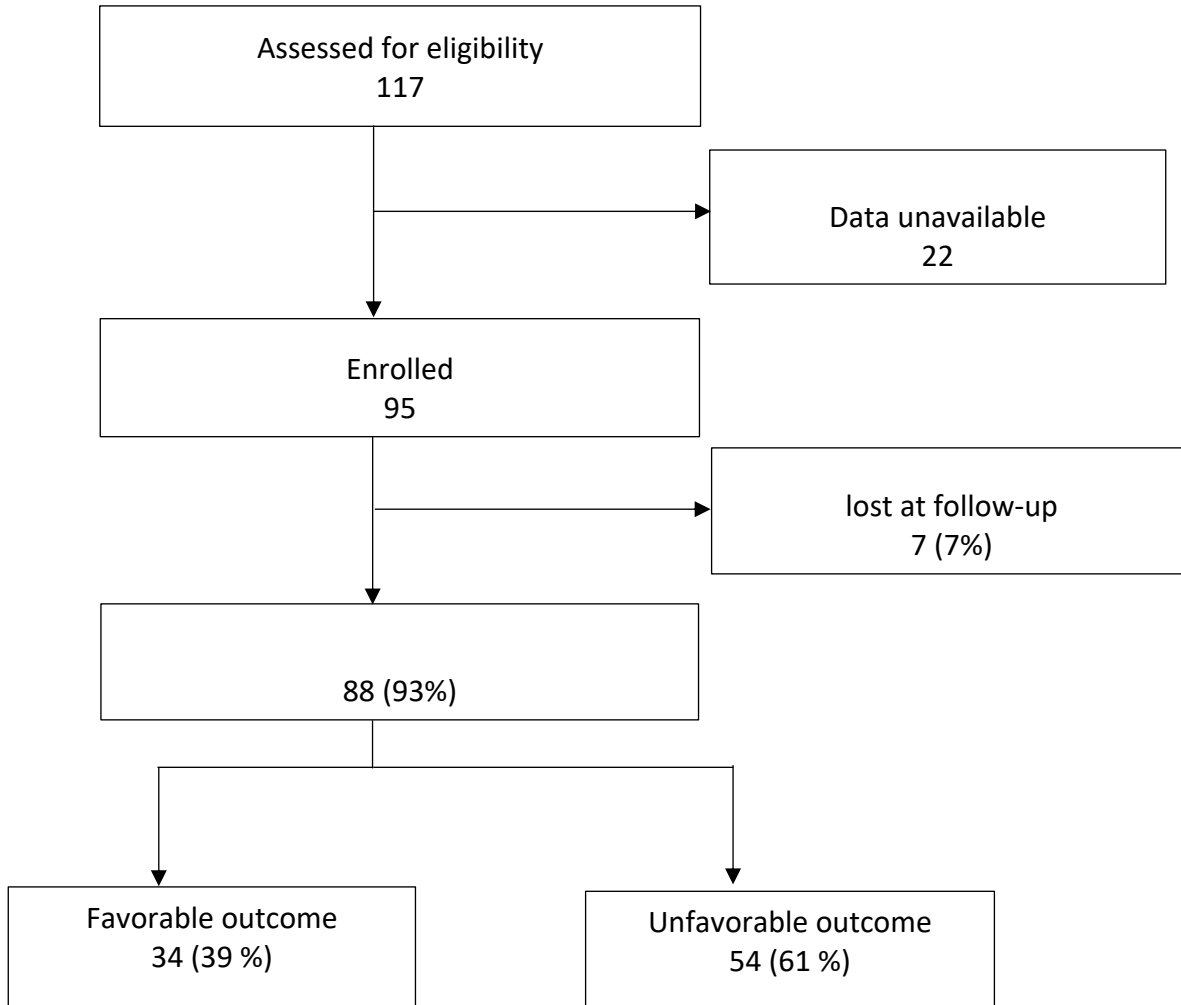 Assessed for eligibility
117
Data unavailable
22
Enrolled
95
lost at follow-up
7 (7%)
88 (93%)
Favorable outcome
34 (39 %)
Unfavorable outcome
54 (61 %)